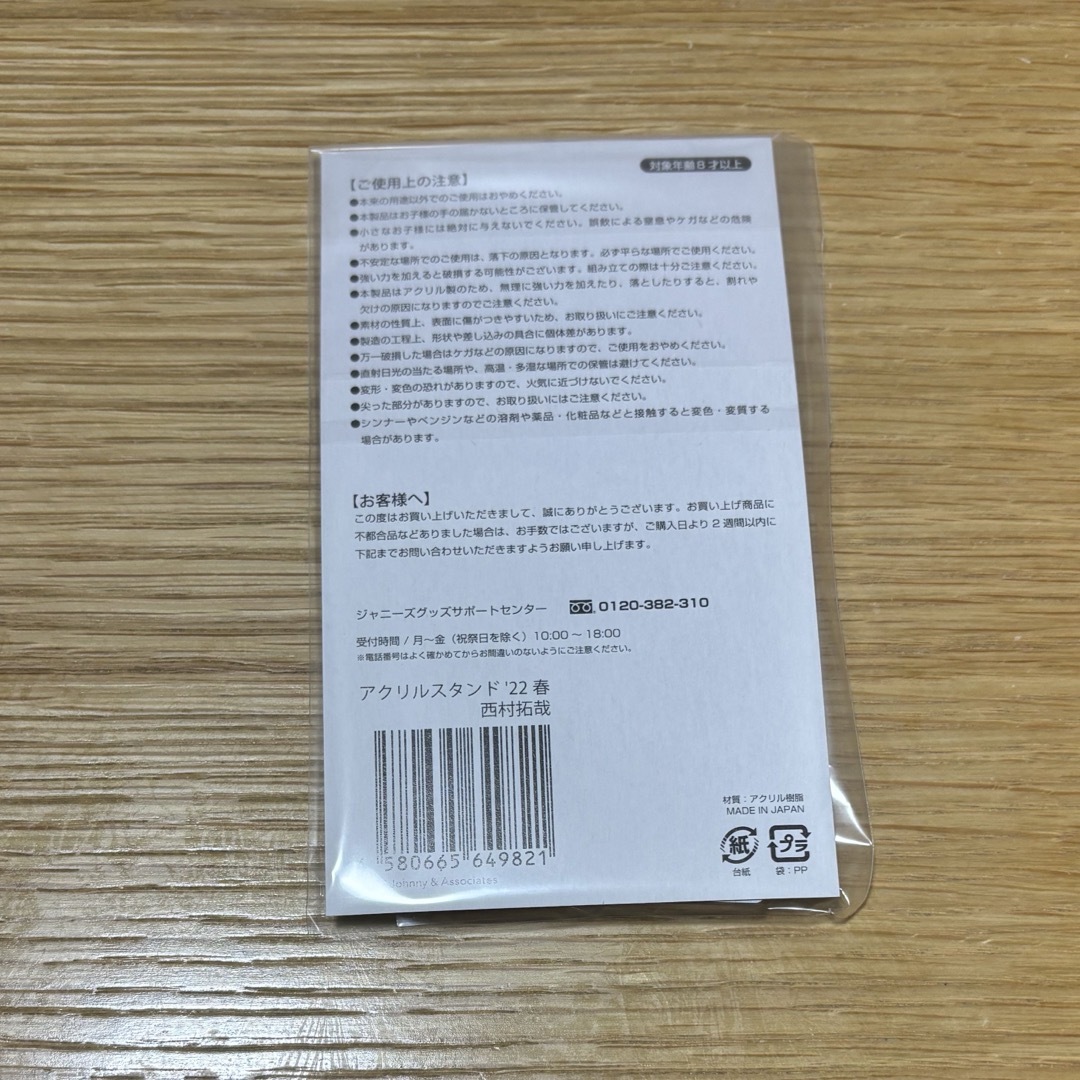 対象年齢8才以上
【ご使用上の注意】
●本来の用途以外でのご使用はおやめください。
●本製品はお子様の手の届かないところに保管してください。
●小さなお子様には絶対に与えないでください。誤飲による窒息やケガなどの危険
があります。
●不安定な場所でのご使用は、落下の原因となります。必ず平らな場所でご使用ください。
●強い力を加えると破損する可能性がございます。組み立ての際は十分ご注意ください。
●本製品はアクリル製のため、無理に強い力を加えたり、落としたりすると、割れや
欠けの原因になりますのでご注意ください。
●素材の性質上、表面に傷がつきやすいため、お取り扱いにご注意ください。
●製造の工程上、形状や差し込みの具合に個体差があります。
●万一破損した場合はケガなどの原因になりますので、ご使用をおやめください。
●直射日光の当たる場所や、高温・多湿な場所での保管は避けてください。
●変形・変色の恐れがありますので、火気に近づけないでください。
●尖った部分がありますので、お取り扱いにはご注意ください。
●シンナーやベンジンなどの溶剤や薬品・化粧品などと接触すると変色・変質する
場合があります。
【お客様へ】
この度はお買い上げいただきまして、誠にありがとうございます。お買い上げ商品に
不都合品などありました場合は、お手数ではございますが、ご購入日より2週間以内に
下記までお問い合わせいただきますようお願い申し上げます。
ジャニーズグッズサポートセンター 0120-382-310
受付時間/月~金(祝祭日を除く)10:00~18:00
※電話番号はよく確かめてからお間違いのないようにご注意ください。
アクリルスタンド '22 春
西村拓哉
580665 649821
Johnny & Associates
材質:アクリル樹脂
MADE IN JAPAN
紙 プラ
台紙 袋:PP